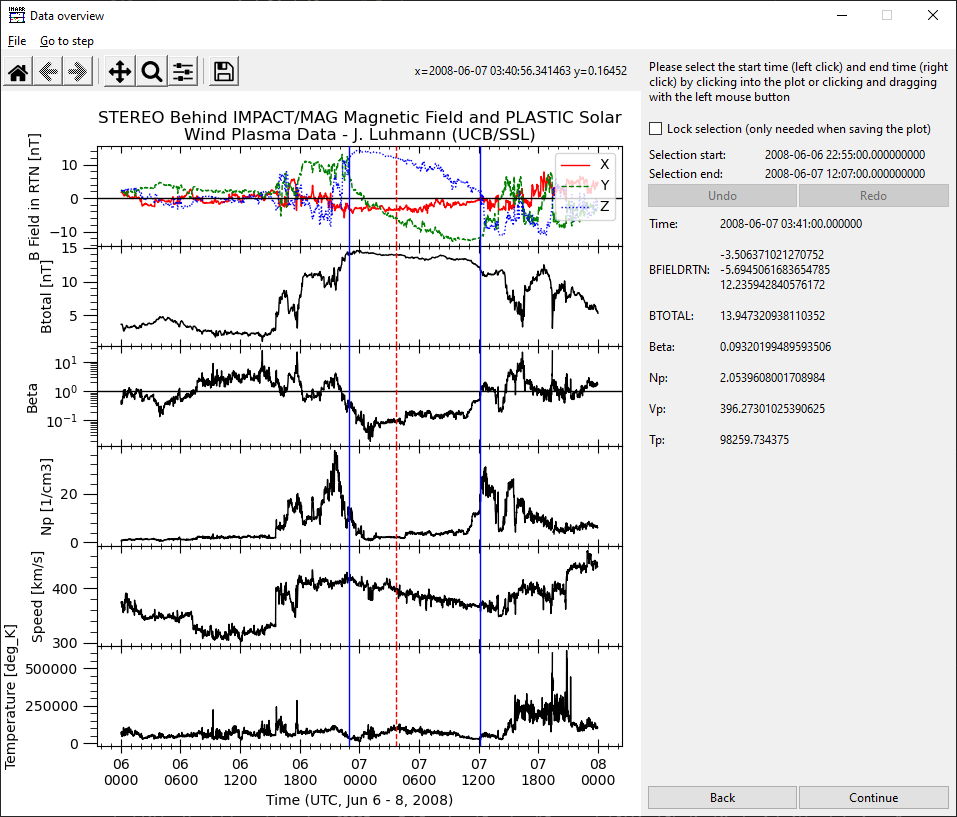 Data overview
File Go to step
x=2008-06-07 03:40:56.341463 y=0.16452
STEREO Behind IMPACT/MAG Magnetic Field and PLASTIC Solar
Wind Plasma Data - J. Luhmann (UCB/SSL)
B Field in RTN [nT]
10
0
−10
X
Y
Z
Btotal [nT]
15
10
5
Beta
10¹
10⁰
10⁻¹
Np [1/cm3]
20
0
Speed [km/s]
400
300
Temperature [deg_K]
500000
250000
0
06 06 06 06 07 07 07 07 08
0000 0600 1200 1800 0000 0600 1200 1800 0000
Time (UTC, Jun 6 - 8, 2008)
Please select the start time (left click) and end time (right
click) by clicking into the plot or clicking and dragging
with the left mouse button
Lock selection (only needed when saving the plot)
Selection start: 2008-06-06 22:55:00.000000000
Selection end: 2008-06-07 12:07:00.000000000
Undo Redo
Time: 2008-06-07 03:41:00.000000
-3.506371021270752
BFIELDRTN: -5.6945061683654785
12.235942840576172
BTOTAL: 13.947320938110352
Beta: 0.09320199489593506
Np: 2.0539608001708984
Vp: 396.27301025390625
Tp: 98259.734375
Back Continue